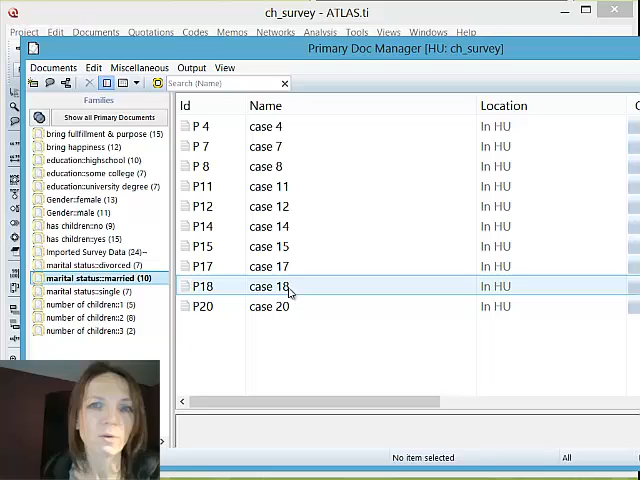 ch_survey - ATLAS.ti
Project Edit Documents Quotations Codes Memos Networks Analysis Tools Views Windows Help
Primary Doc Manager [HU: ch_survey]
Documents Edit Miscellaneous Output View
Search (Name)
Families
Show all Primary Documents
bring fullfillment & purpose (15)
bring happiness (12)
education::highschool (10)
education::some college (7)
education::university degree (7)
Gender::female (13)
Gender::male (11)
has children::no (9)
has children::yes (15)
Imported Survey Data (24)~
marital status::divorced (7)
marital status::married (10)
marital status::single (7)
number of children::1 (5)
number of children::2 (8)
number of children::3 (2)
Id Name Location
P 4 case 4 In HU
P 7 case 7 In HU
P 8 case 8 In HU
P11 case 11 In HU
P12 case 12 In HU
P14 case 14 In HU
P15 case 15 In HU
P17 case 17 In HU
P18 case 18 In HU
P20 case 20 In HU
No item selected All